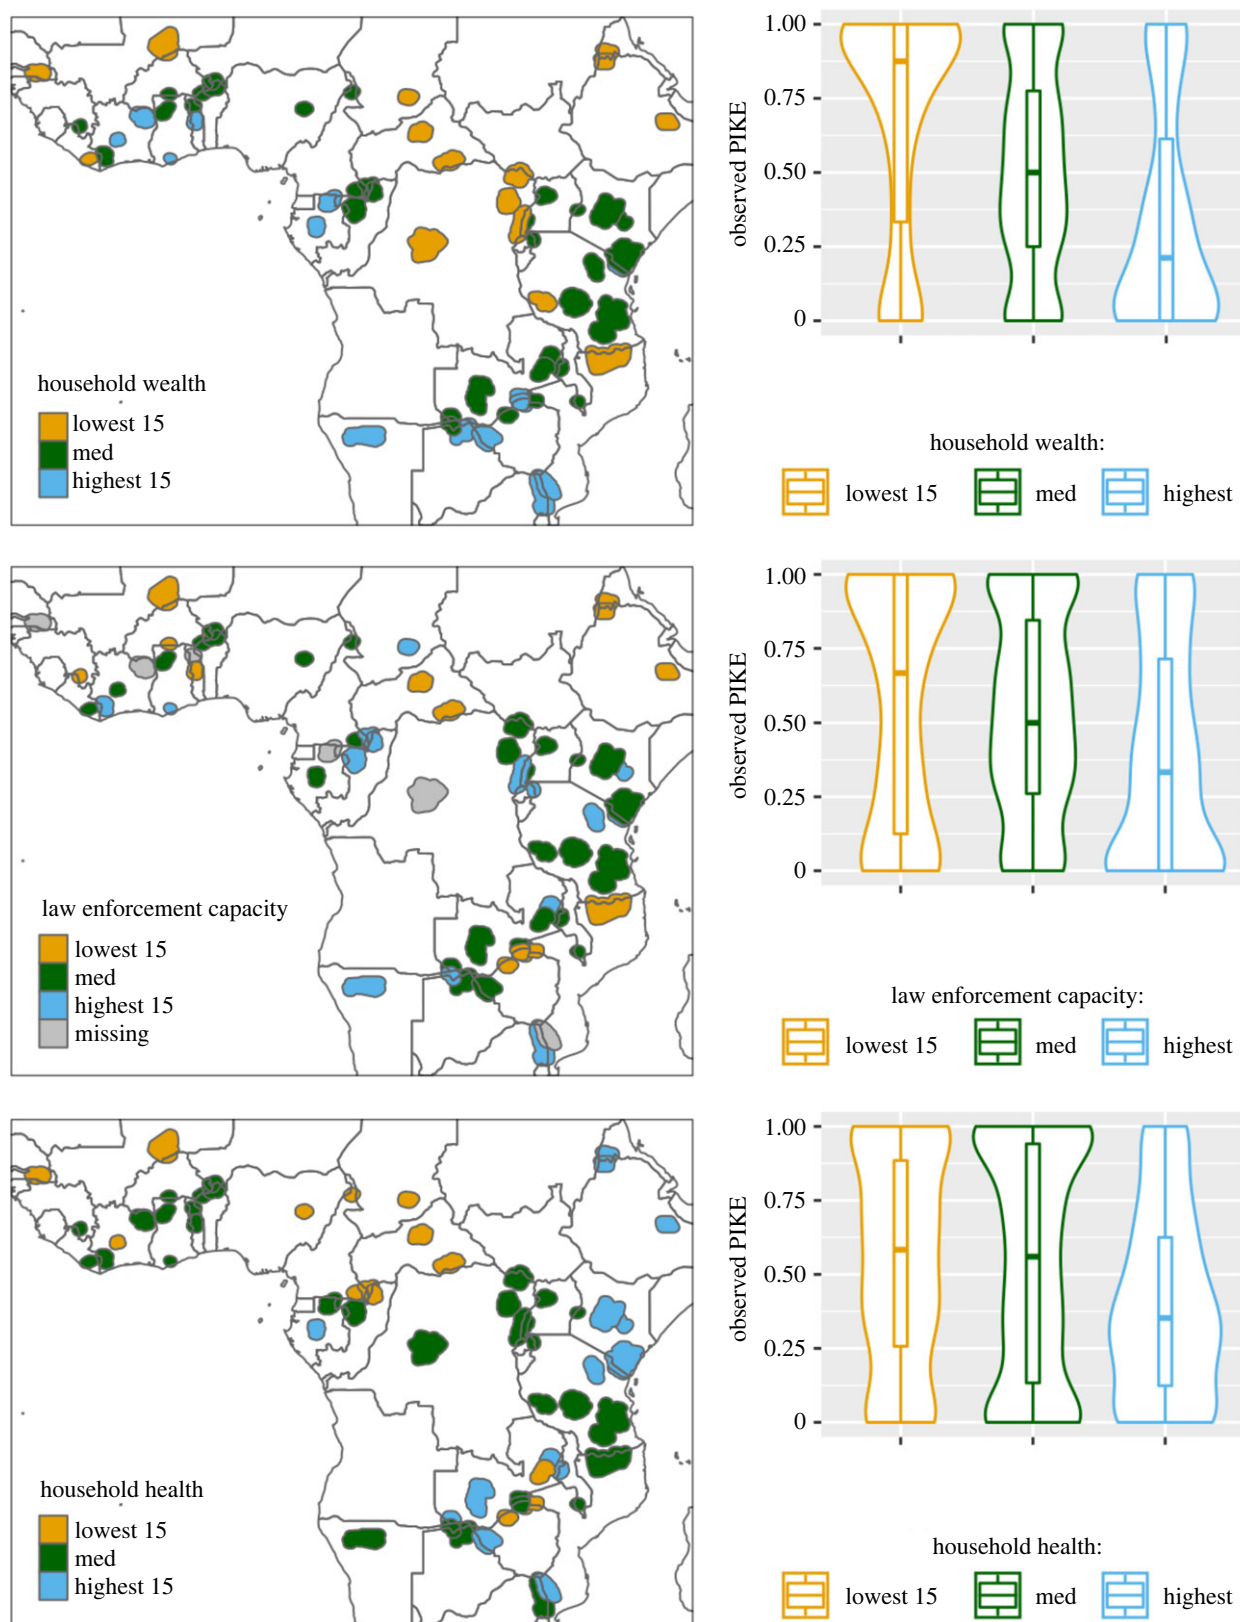 household wealth
lowest 15
med
highest 15
1.00
0.75
0.50
0.25
0
observed PIKE
household wealth:
lowest 15 med highest
law enforcement capacity
lowest 15
med
highest 15
missing
1.00
0.75
0.50
0.25
0
observed PIKE
law enforcement capacity:
lowest 15 med highest
household health
lowest 15
med
highest 15
1.00
0.75
0.50
0.25
0
observed PIKE
household health:
lowest 15 med highest